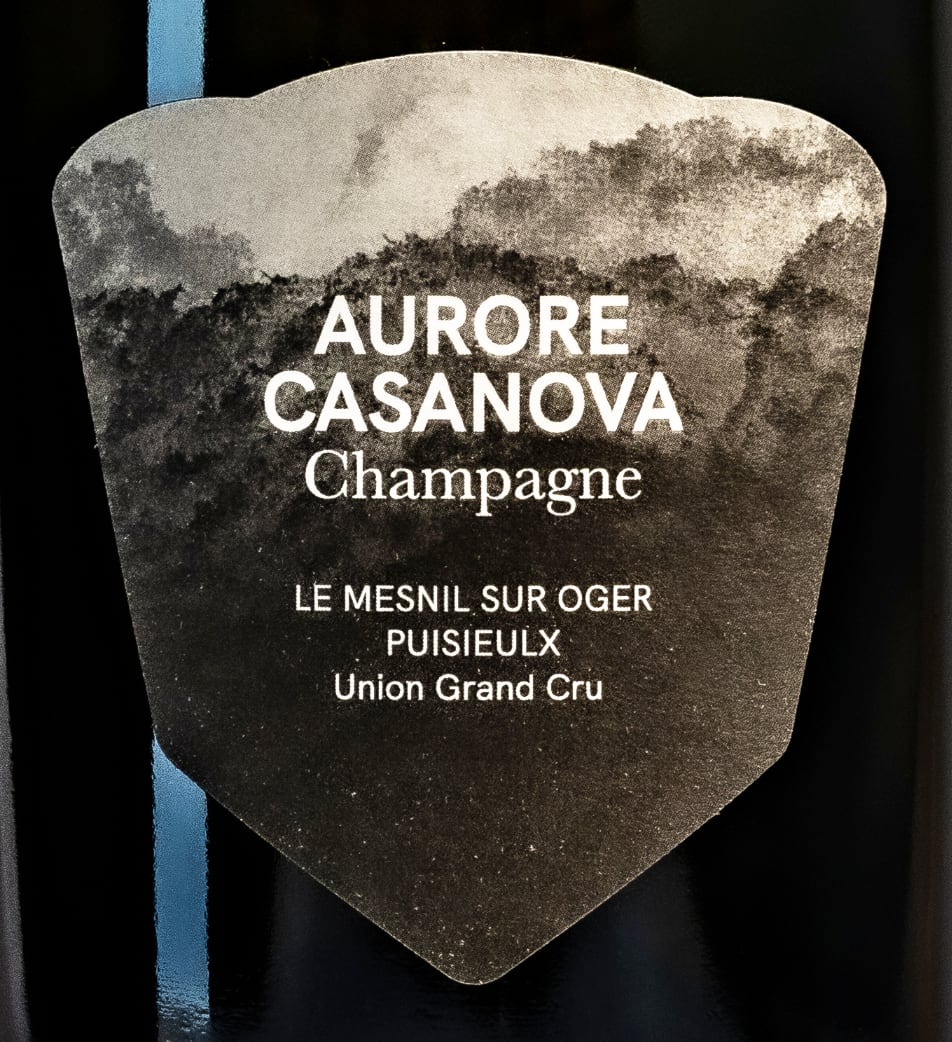 AURORE
CASANOVA
Champagne
LE MESNIL SUR OGER
PUISIEULX
Union Grand Cru